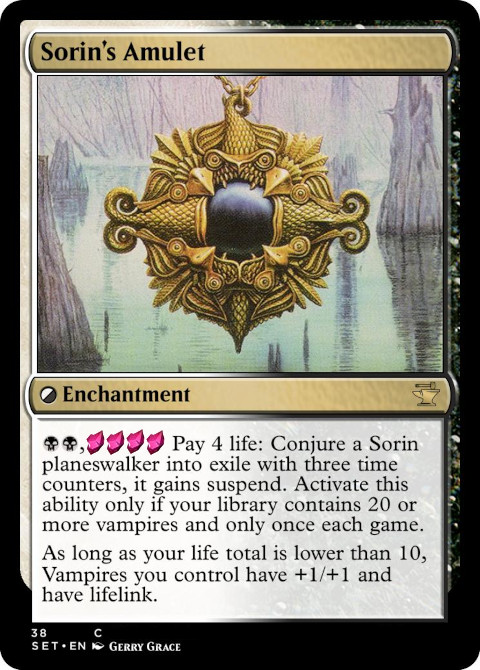 Sorin's Amulet
Enchantment
, Pay 4 life: Conjure a Sorin
planeswalker into exile with three time
counters, it gains suspend. Activate this
ability only if your library contains 20 or
more vampires and only once each game.
As long as your life total is lower than 10,
Vampires you control have +1/+1 and
have lifelink.
38 C
SET•EN Gerry Grace